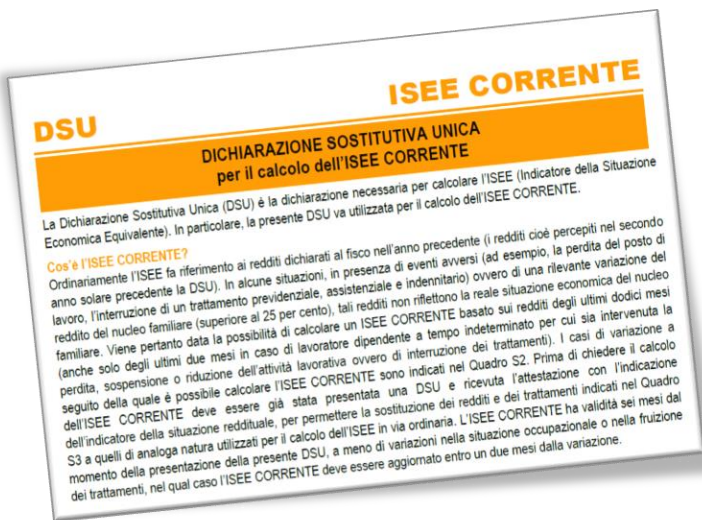 DSU
ISEE CORRENTE
DICHIARAZIONE SOSTITUTIVA UNICA
per il calcolo dell'ISEE CORRENTE
La Dichiarazione Sostitutiva Unica (DSU) é la dichiarazione necessaria per calcolare l'ISEE (Indicatore della Situazione
Economica Equivalente). In particolare, la presente DSU va utilizzata per il calcolo dell'ISEE CORRENTE.
Cos'è l'ISEE CORRENTE?
Ordinariamente l'ISEE fa riferimento ai redditi dichiarati al fisco nell'anno precedente (i redditi cioè percepiti nel secondo
anno solare precedente la DSU). In alcune situazioni, in presenza di eventi avversi (ad esempio, la perdita del posto di
lavoro, l'interruzione di un trattamento previdenziale, assistenziale e indennitario) ovvero di una rilevante variazione del
reddito del nucleo familiare (superiore al 25 per cento), tali redditi non riflettono la reale situazione economica del nucleo
familiare. Viene pertanto data la possibilità di calcolare un ISEE CORRENTE basato sui redditi degli ultimi dodici mesi
(anche solo degli ultimi due mesi in caso di lavoratore dipendente a tempo indeterminato per cui sia intervenuta la
perdita, sospensione o riduzione dell'attività lavorativa ovvero di interruzione dei trattamenti). I casi di variazione a
seguito della quale è possibile calcolare l'ISEE CORRENTE sono indicati nel Quadro S2. Prima di chiedere il calcolo
dell'ISEE CORRENTE deve essere già stata presentata una DSU e ricevuta l'attestazione con l'indicazione
dell'indicatore della situazione reddituale, per permettere la sostituzione dei redditi e dei trattamenti indicati nel Quadro
S3 a quelli di analoga natura utilizzati per il calcolo dell'ISEE in via ordinaria. L'ISEE CORRENTE ha validità sei mesi dal
momento della presentazione della presente DSU, a meno di variazioni nella situazione occupazionale o nella fruizione
dei trattamenti, nel qual caso l'ISEE CORRENTE deve essere aggiornato entro un due mesi dalla variazione.